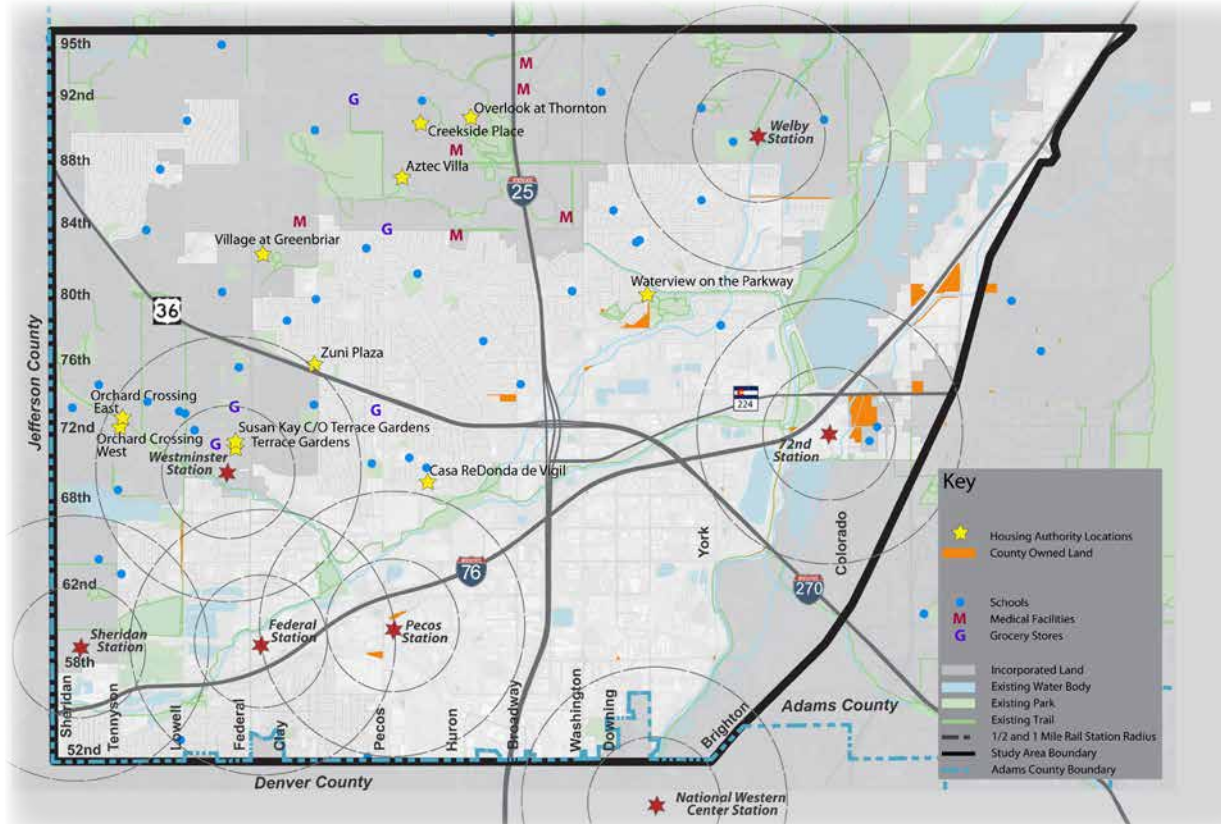 95th
92nd
88th
84th
80th
76th
72nd
68th
62nd
58th
52nd
Jefferson County
M
M
G
Overlook at Thornton
Creekside Place
M
Aztec Villa
Welby
Station
INTERSTATE
25
M
G
M
M
Village at Greenbriar
Waterview on the Parkway
36
Zuni Plaza
Orchard Crossing
East
Orchard Crossing
West
G
G
G
Susan Kay C/O Terrace Gardens
Terrace Gardens
Westminster
Station
Casa ReDonda de Vigil
224
72nd
Station
York
Colorado
76
270
Sheridan
Station
Federal
Station
Pecos
Station
Sheridan
Tennyson
Lowell
Federal
Clay
Pecos
Huron
Broadway
Washington
Downing
Brighton
Adams County
Denver County
National Western
Center Station
Key
Housing Authority Locations
County Owned Land
Schools
M Medical Facilities
G Grocery Stores
Incorporated Land
Existing Water Body
Existing Park
Existing Trail
1/2 and 1 Mile Rail Station Radius
Study Area Boundary
Adams County Boundary